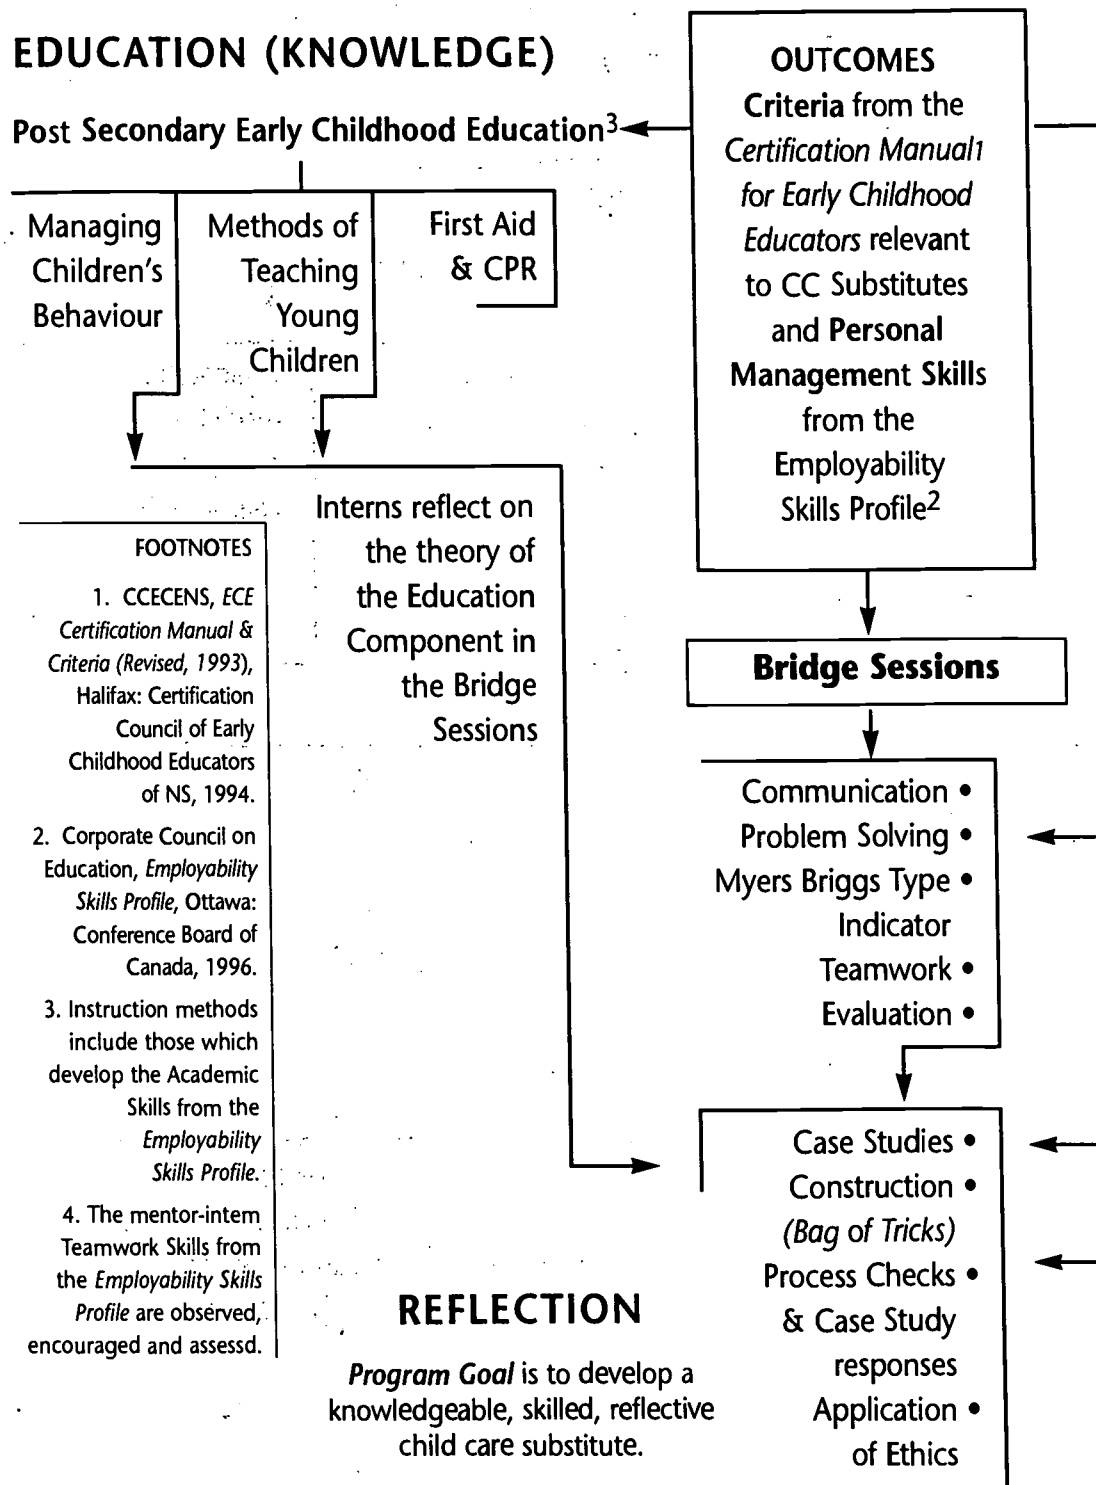 EDUCATION (KNOWLEDGE)
Post Secondary Early Childhood Education3
Managing
Children's
Behaviour
Methods of
Teaching
Young
Children
First Aid
& CPR
OUTCOMES
Criteria from the
Certification Manual1
for Early Childhood
Educators relevant
to CC Substitutes
and Personal
Management Skills
from the
Employability
Skills Profile2
Interns reflect on
the theory of
the Education
Component in
the Bridge
Sessions
FOOTNOTES
1. CCECENS, ECE
Certification Manual &
Criteria (Revised, 1993),
Halifax: Certification
Council of Early
Childhood Educators
of NS, 1994.
2. Corporate Council on
Education, Employability
Skills Profile, Ottawa:
Conference Board of
Canada, 1996.
3. Instruction methods
include those which
develop the Academic
Skills from the
Employability
Skills Profile.
4. The mentor-intern
Teamwork Skills from
the Employability Skills
Profile are observed,
encouraged and assessd.
Bridge Sessions
Communication •
Problem Solving •
Myers Briggs Type •
Indicator
Teamwork •
Evaluation •
Case Studies •
Construction •
(Bag of Tricks)
Process Checks •
& Case Study
responses
Application •
of Ethics
REFLECTION
Program Goal is to develop a
knowledgeable, skilled, reflective
child care substitute.